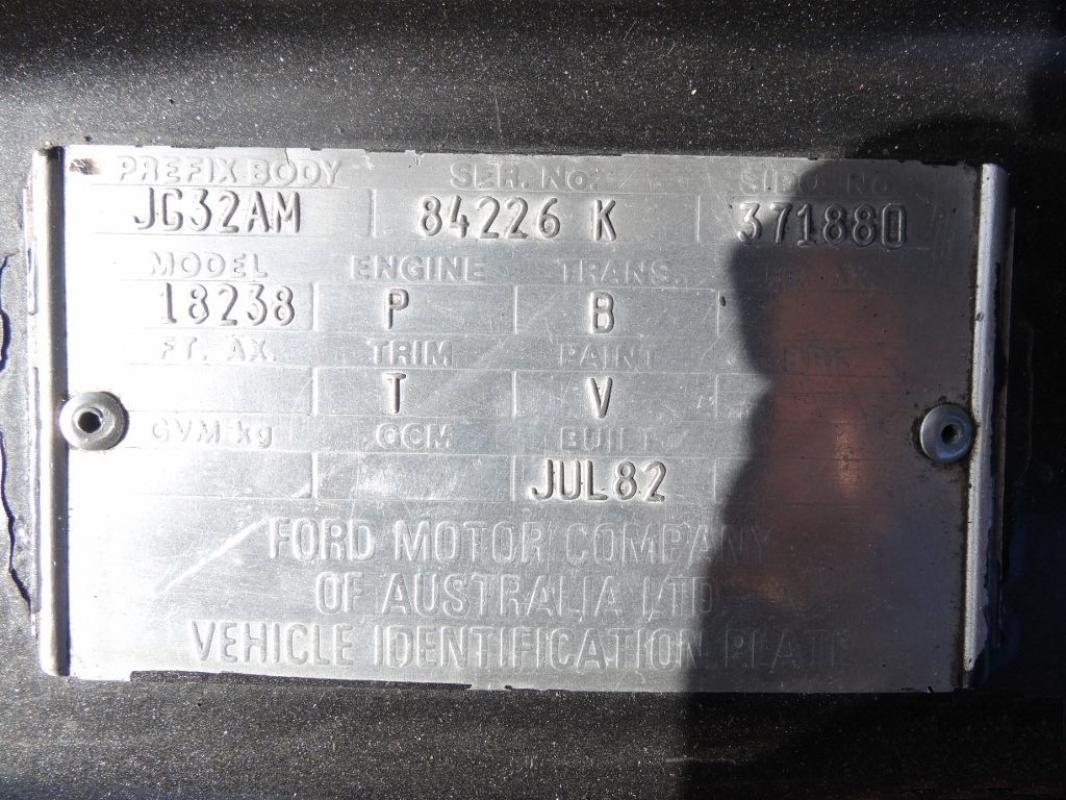 PREFIX BODY SER. No. SIDO. No
JG32AM 84226 K 371880
MODEL ENGINE TRANS.
18238 P B
FT. AX. TRIM PAINT
T V
GVM kg CCM BUILT
JUL82
FORD MOTOR COMPANY
OF AUSTRALIA LTD
VEHICLE IDENTIFICATION PLATE